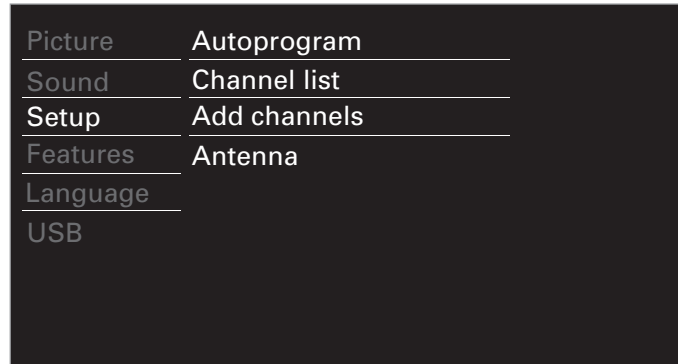 Picture
Sound
Setup
Features
Language
USB
Autoprogram
Channel list
Add channels
Antenna